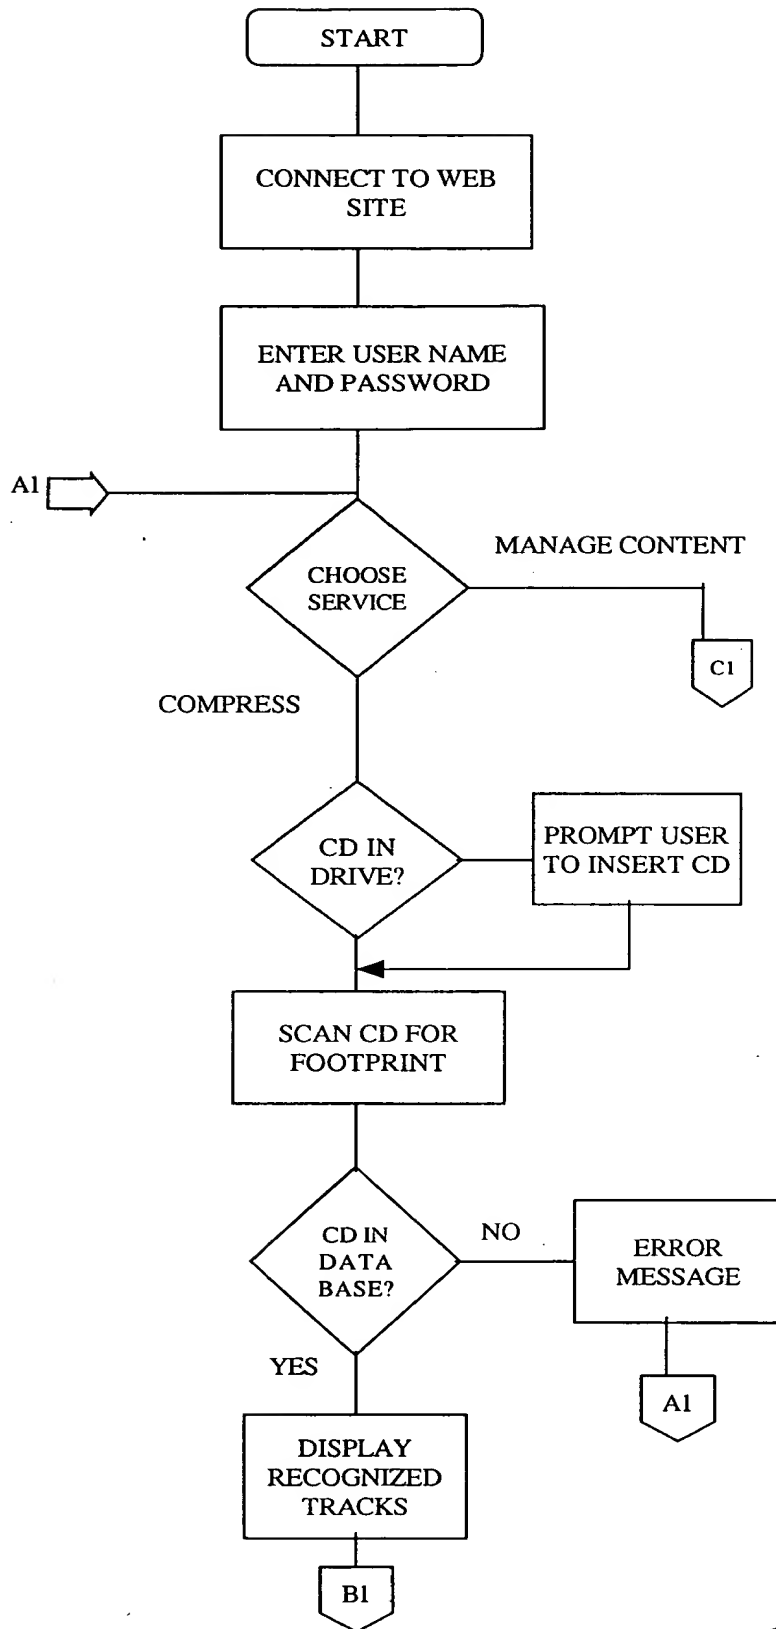 START
CONNECT TO WEB
SITE
ENTER USER NAME
AND PASSWORD
A1
CHOOSE
SERVICE
MANAGE CONTENT
C1
COMPRESS
CD IN
DRIVE?
PROMPT USER
TO INSERT CD
SCAN CD FOR
FOOTPRINT
CD IN
DATA
BASE?
NO
ERROR
MESSAGE
YES
A1
DISPLAY
RECOGNIZED
TRACKS
B1